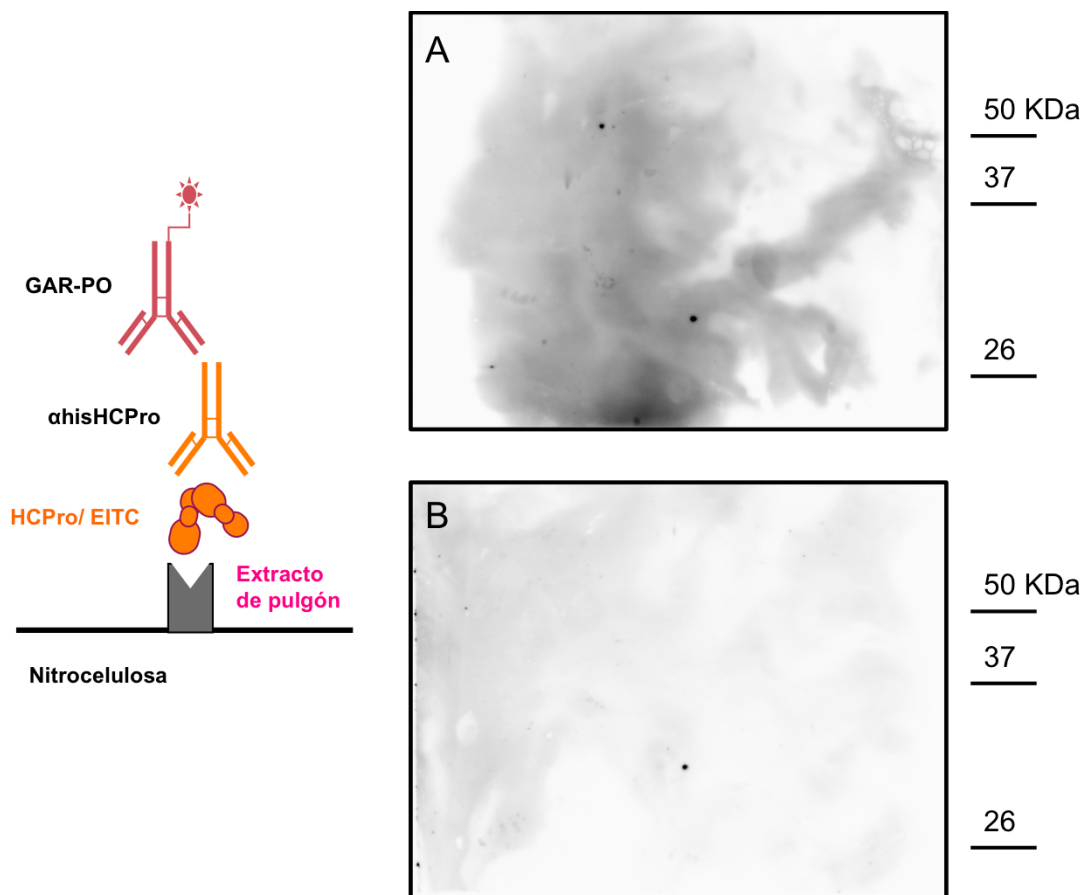 A
50 KDa
37
26
GAR-PO
αhisHCPro
HCPro/ EITC
Extracto
de pulgón
Nitrocelulosa
B
50 KDa
37
26